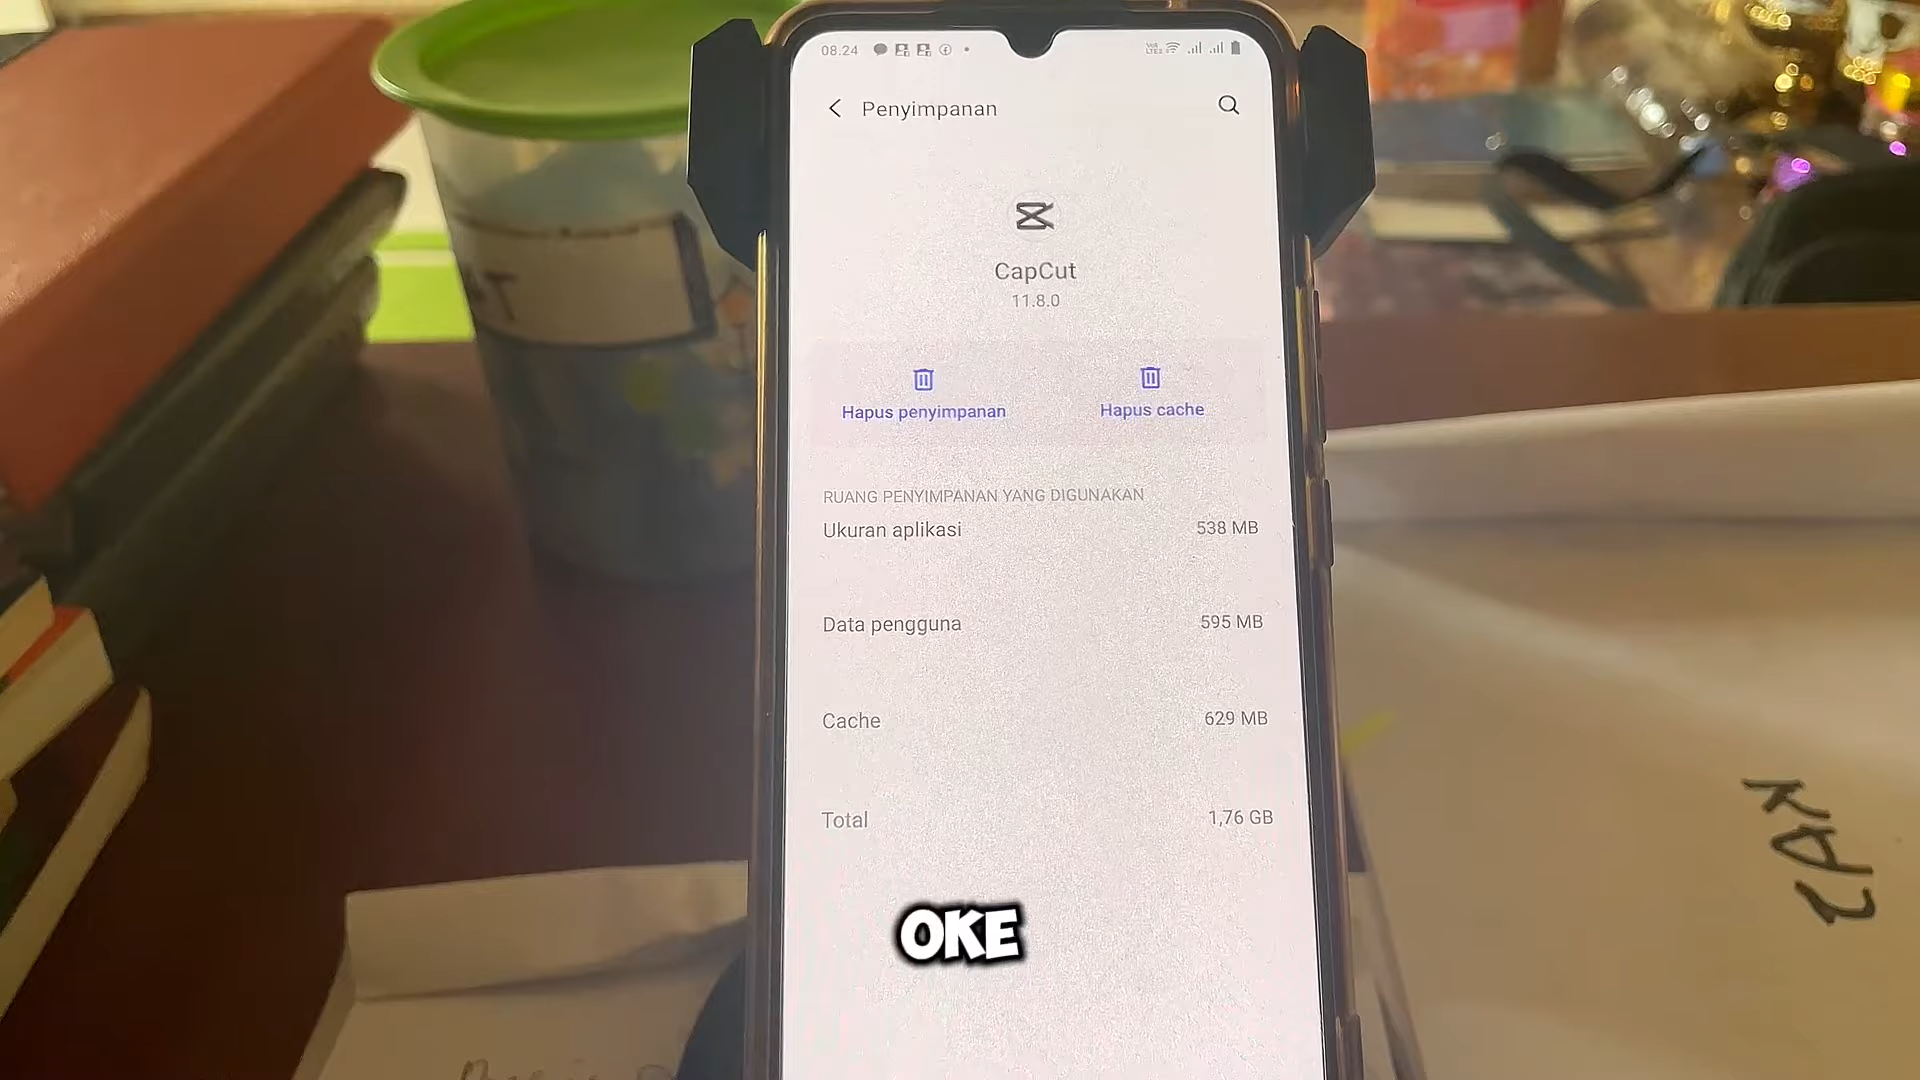 08.24
Penyimpanan
CapCut
11.8.0
Hapus penyimpanan
Hapus cache
RUANG PENYIMPANAN YANG DIGUNAKAN
Ukuran aplikasi
538 MB
Data pengguna
595 MB
Cache
629 MB
Total
1,76 GB
OKE